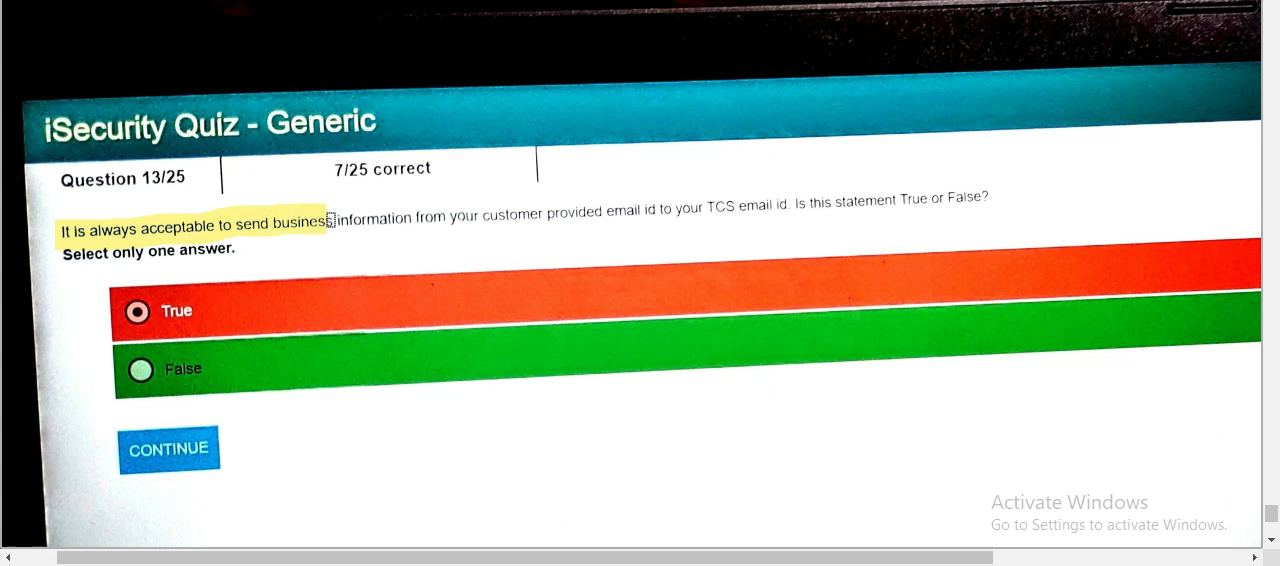 iSecurity Quiz - Generic
Question 13/25
7/25 correct
It is always acceptable to send business information from your customer provided email id to your TCS email id. Is this statement True or False?
Select only one answer.
True
False
CONTINUE
Activate Windows
Go to Settings to activate Windows.